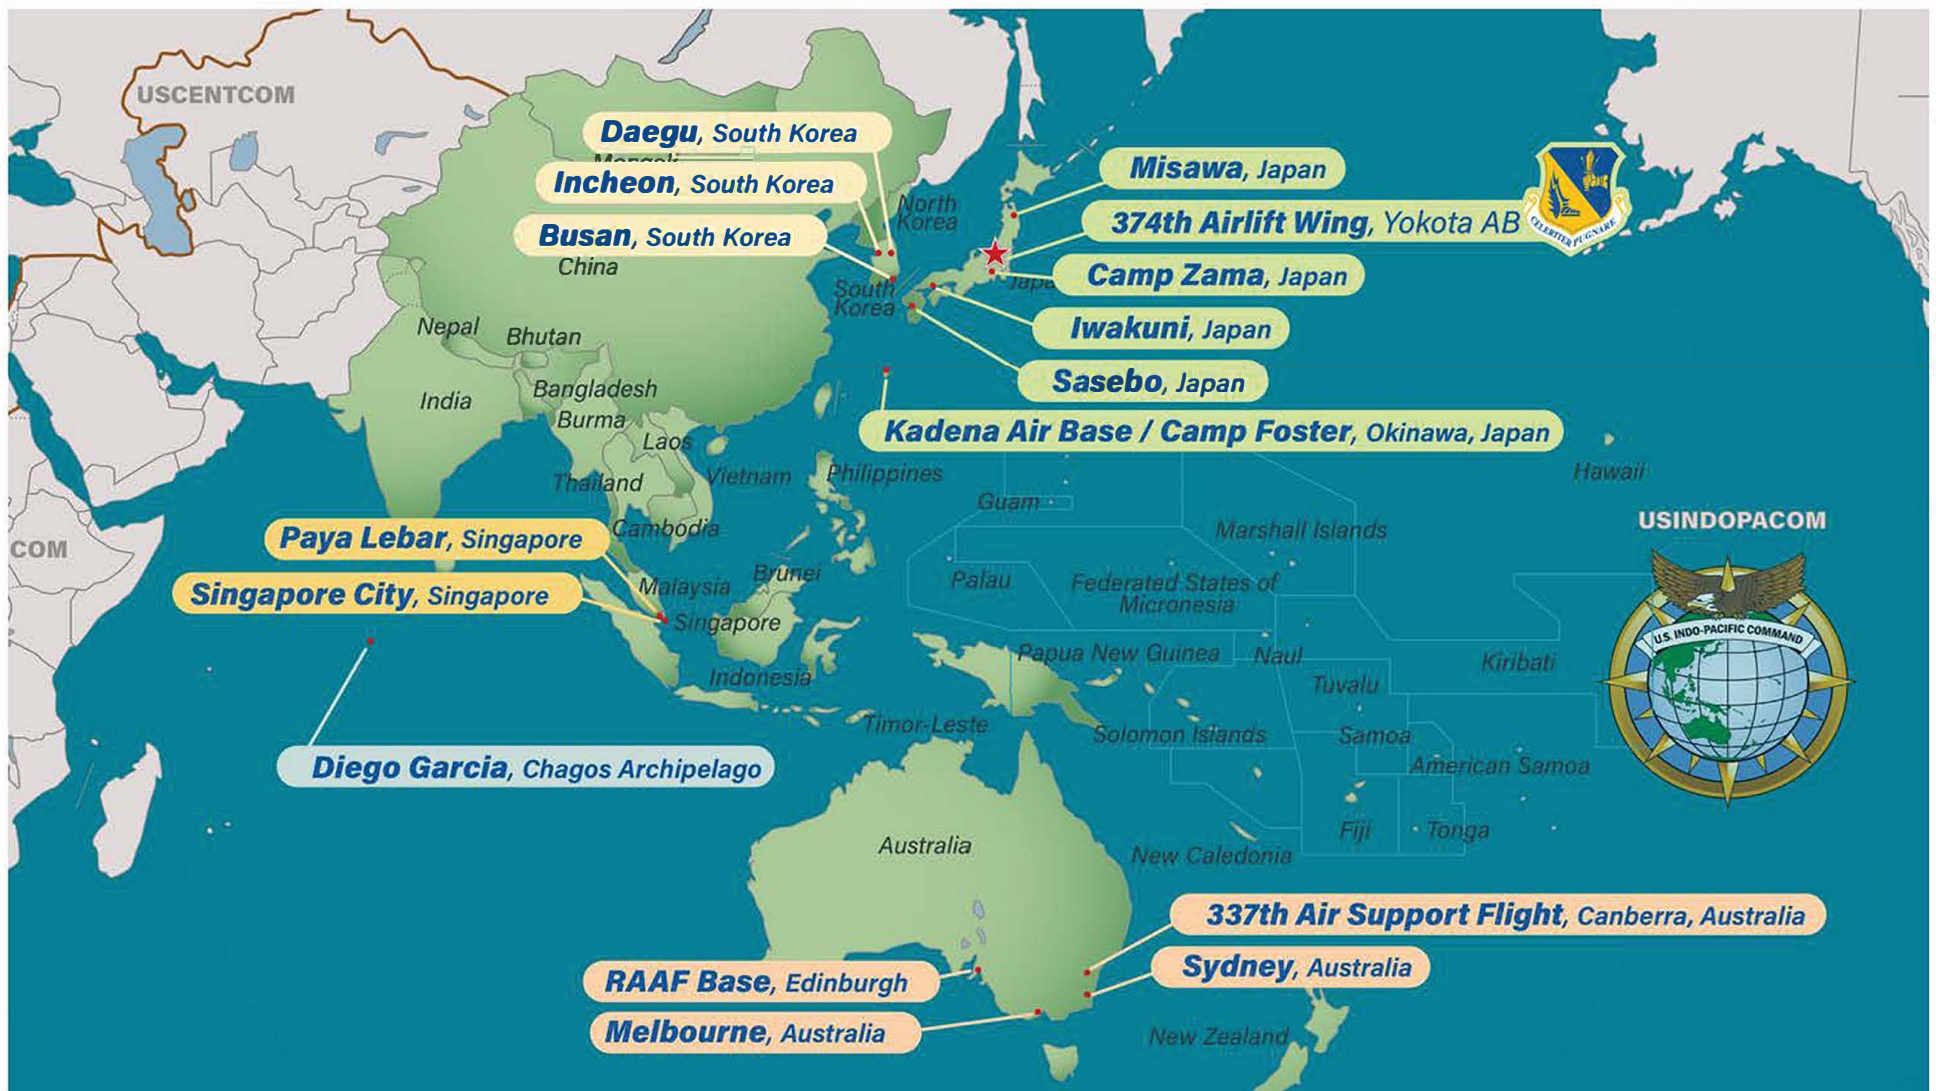 USCENTCOM
Daegu, South Korea
Incheon, South Korea
Busan, South Korea
China
North
Korea
South
Korea
Misawa, Japan
374th Airlift Wing, Yokota AB
CELERITER PUGNARE
Camp Zama, Japan
Iwakuni, Japan
Sasebo, Japan
Kadena Air Base / Camp Foster, Okinawa, Japan
Nepal
Bhutan
India
Bangladesh
Burma
Laos
Thailand
Vietnam
Cambodia
Philippines
Guam
Hawaii
Marshall Islands
USINDOPACOM
U.S. INDO-PACIFIC COMMAND
COM
Paya Lebar, Singapore
Singapore City, Singapore
Malaysia
Brunei
Singapore
Indonesia
Palau
Federated States of
Micronesia
Papua New Guinea
Naul
Kiribati
Tuvalu
Timor-Leste
Solomon Islands
Samoa
American Samoa
Diego Garcia, Chagos Archipelago
Australia
Fiji
Tonga
New Caledonia
337th Air Support Flight, Canberra, Australia
Sydney, Australia
RAAF Base, Edinburgh
Melbourne, Australia
New Zealand